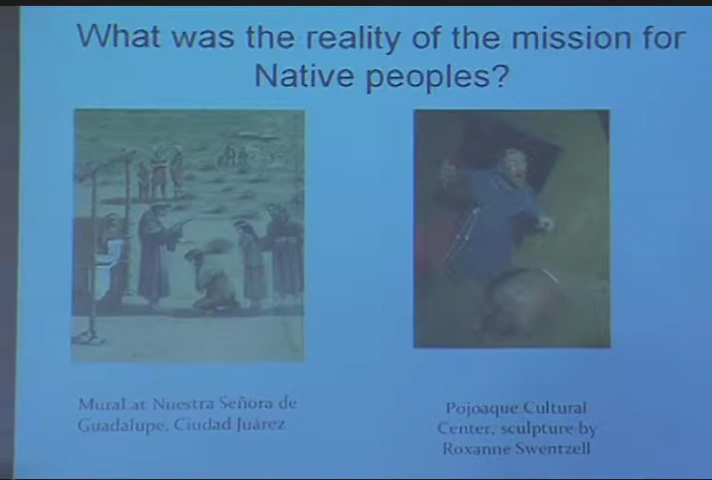 What was the reality of the mission for
Native peoples?
Mural at Nuestra Señora de
Guadalupe, Ciudad Juárez
Pojoaque Cultural
Center, sculpture by
Roxanne Swentzell